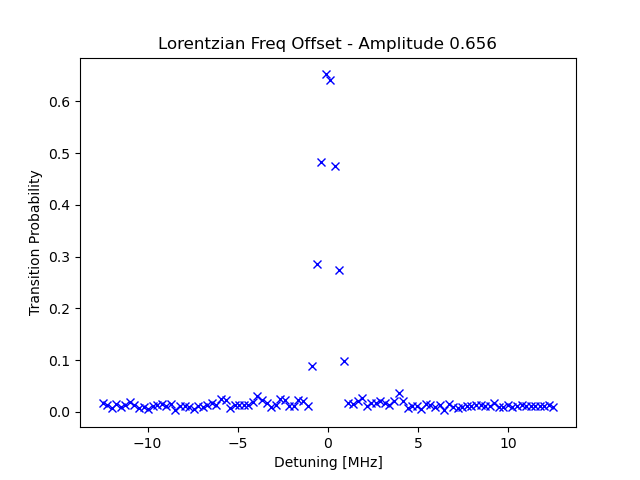 Lorentzian Freq Offset - Amplitude 0.656
Transition Probability
0.6
0.5
0.4
0.3
0.2
0.1
0.0
−10 −5 0 5 10
Detuning [MHz]